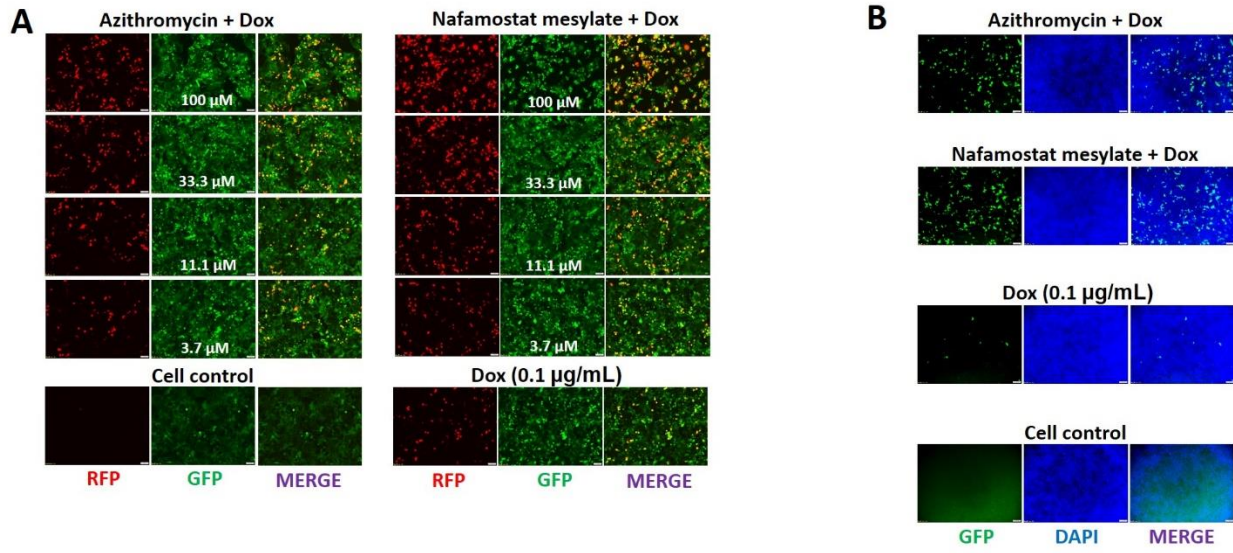 A
Azithromycin + Dox
100 µM
33.3 µM
11.1 µM
3.7 µM
Cell control
RFP GFP MERGE
Nafamostat mesylate + Dox
100 µM
33.3 µM
11.1 µM
3.7 µM
Dox (0.1 µg/mL)
RFP GFP MERGE
B
Azithromycin + Dox
Nafamostat mesylate + Dox
Dox (0.1 µg/mL)
Cell control
GFP DAPI MERGE